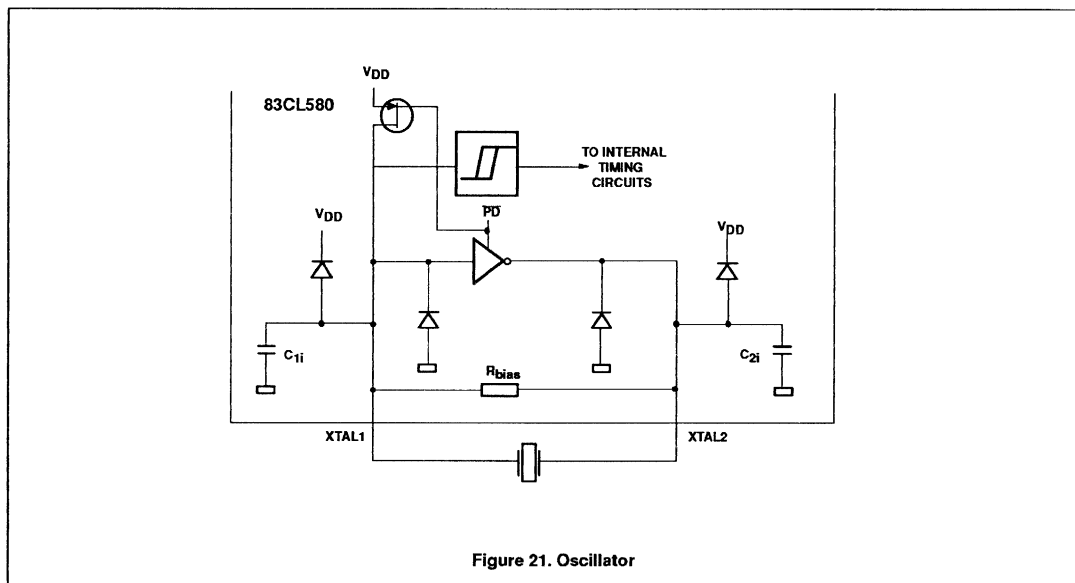 VDD
83CL580
TO INTERNAL
TIMING
CIRCUITS
PD
VDD
VDD
C1i
C2i
Rbias
XTAL1
XTAL2
Figure 21. Oscillator